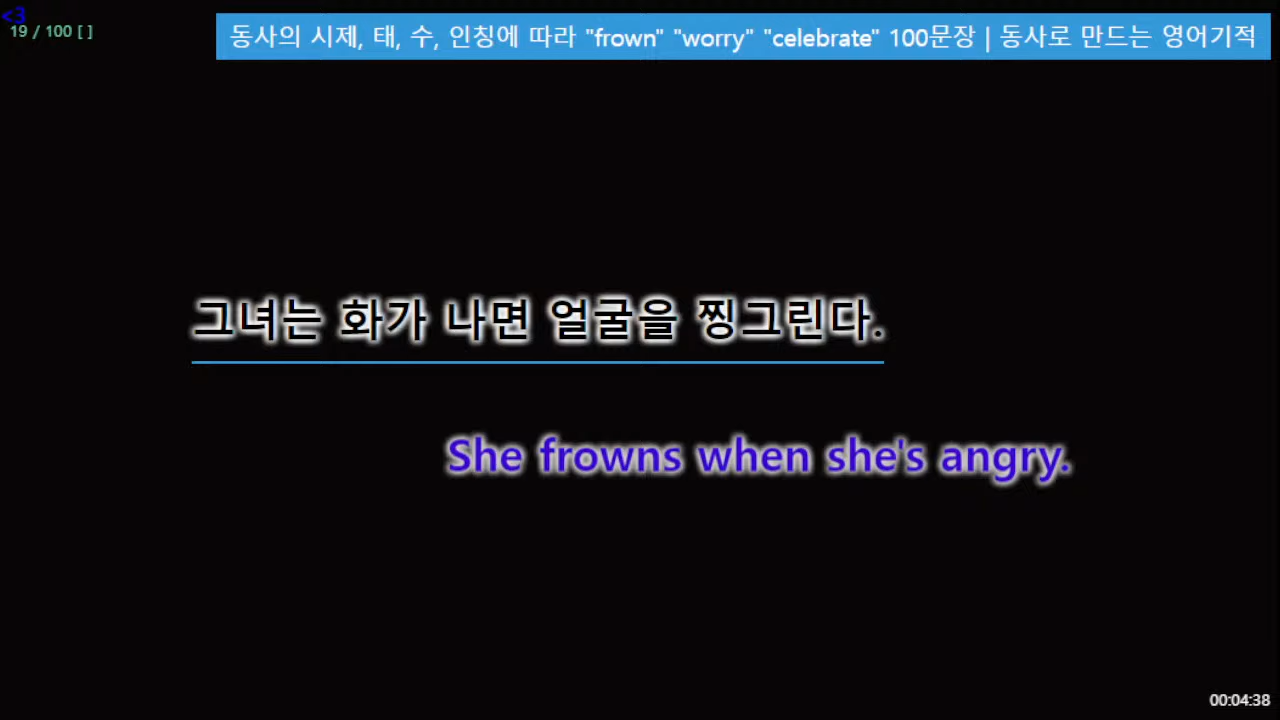 <3
19 / 100 [ ]
동사의 시제, 태, 수, 인칭에 따라 "frown" "worry" "celebrate" 100문장 | 동사로 만드는 영어기적
그녀는 화가 나면 얼굴을 찡그린다.
She frowns when she's angry.
00:04:38